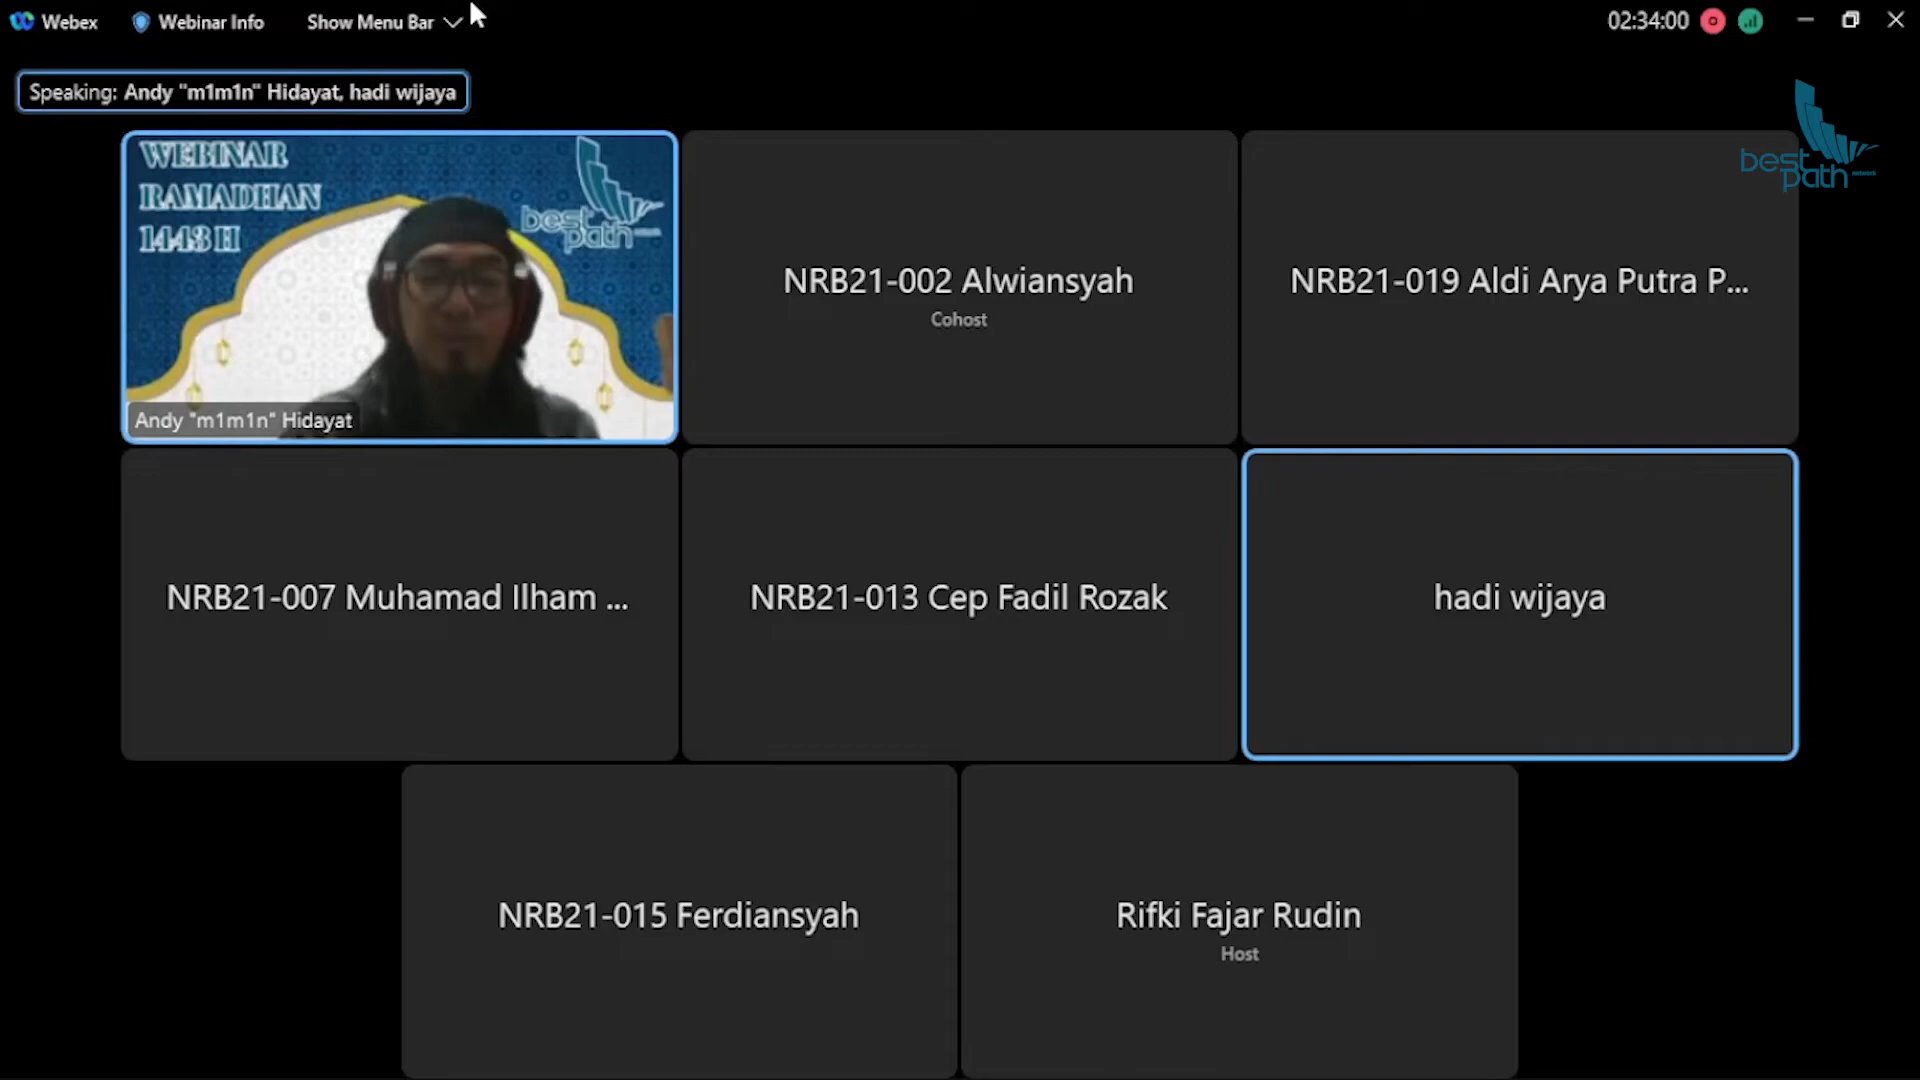 Webex
Webinar Info
Show Menu Bar
02:34:00
Speaking: Andy "m1m1n" Hidayat, hadi wijaya
best path network
WEBINAR
RAMADHAN
1443 H
best path
Andy "m1m1n" Hidayat
NRB21-002 Alwiansyah
Cohost
NRB21-019 Aldi Arya Putra P...
NRB21-007 Muhamad Ilham ...
NRB21-013 Cep Fadil Rozak
hadi wijaya
NRB21-015 Ferdiansyah
Rifki Fajar Rudin
Host